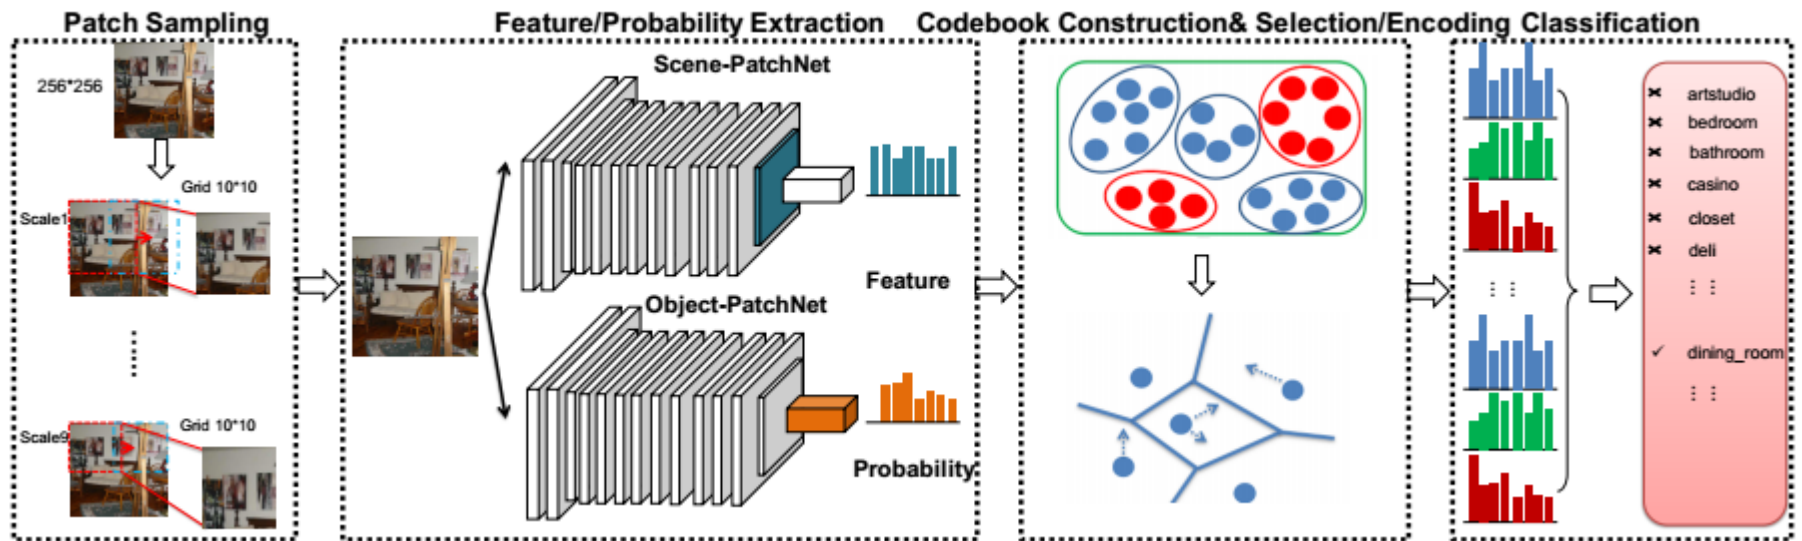 Patch Sampling
Feature/Probability Extraction
Codebook Construction& Selection/Encoding
Classification
256*256
Grid 10*10
Scale1
Scale9
Grid 10*10
Scene-PatchNet
Feature
Object-PatchNet
Probability
artstudio
bedroom
bathroom
casino
closet
deli
dining_room